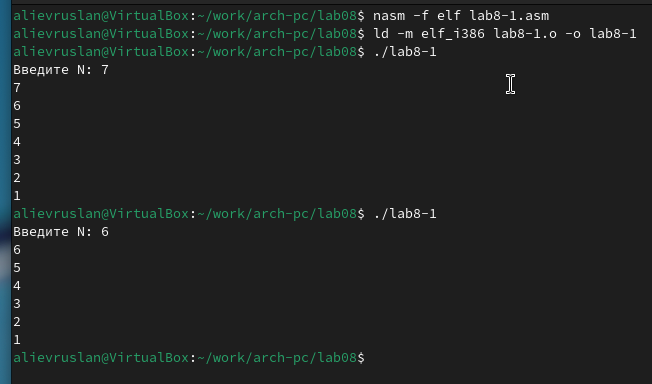 alievruslan@VirtualBox:~/work/arch-pc/lab08$ nasm -f elf lab8-1.asm
alievruslan@VirtualBox:~/work/arch-pc/lab08$ ld -m elf_i386 lab8-1.o -o lab8-1
alievruslan@VirtualBox:~/work/arch-pc/lab08$ ./lab8-1
Введите N: 7
7
6
5
4
3
2
1
alievruslan@VirtualBox:~/work/arch-pc/lab08$ ./lab8-1
Введите N: 6
6
5
4
3
2
1
alievruslan@VirtualBox:~/work/arch-pc/lab08$